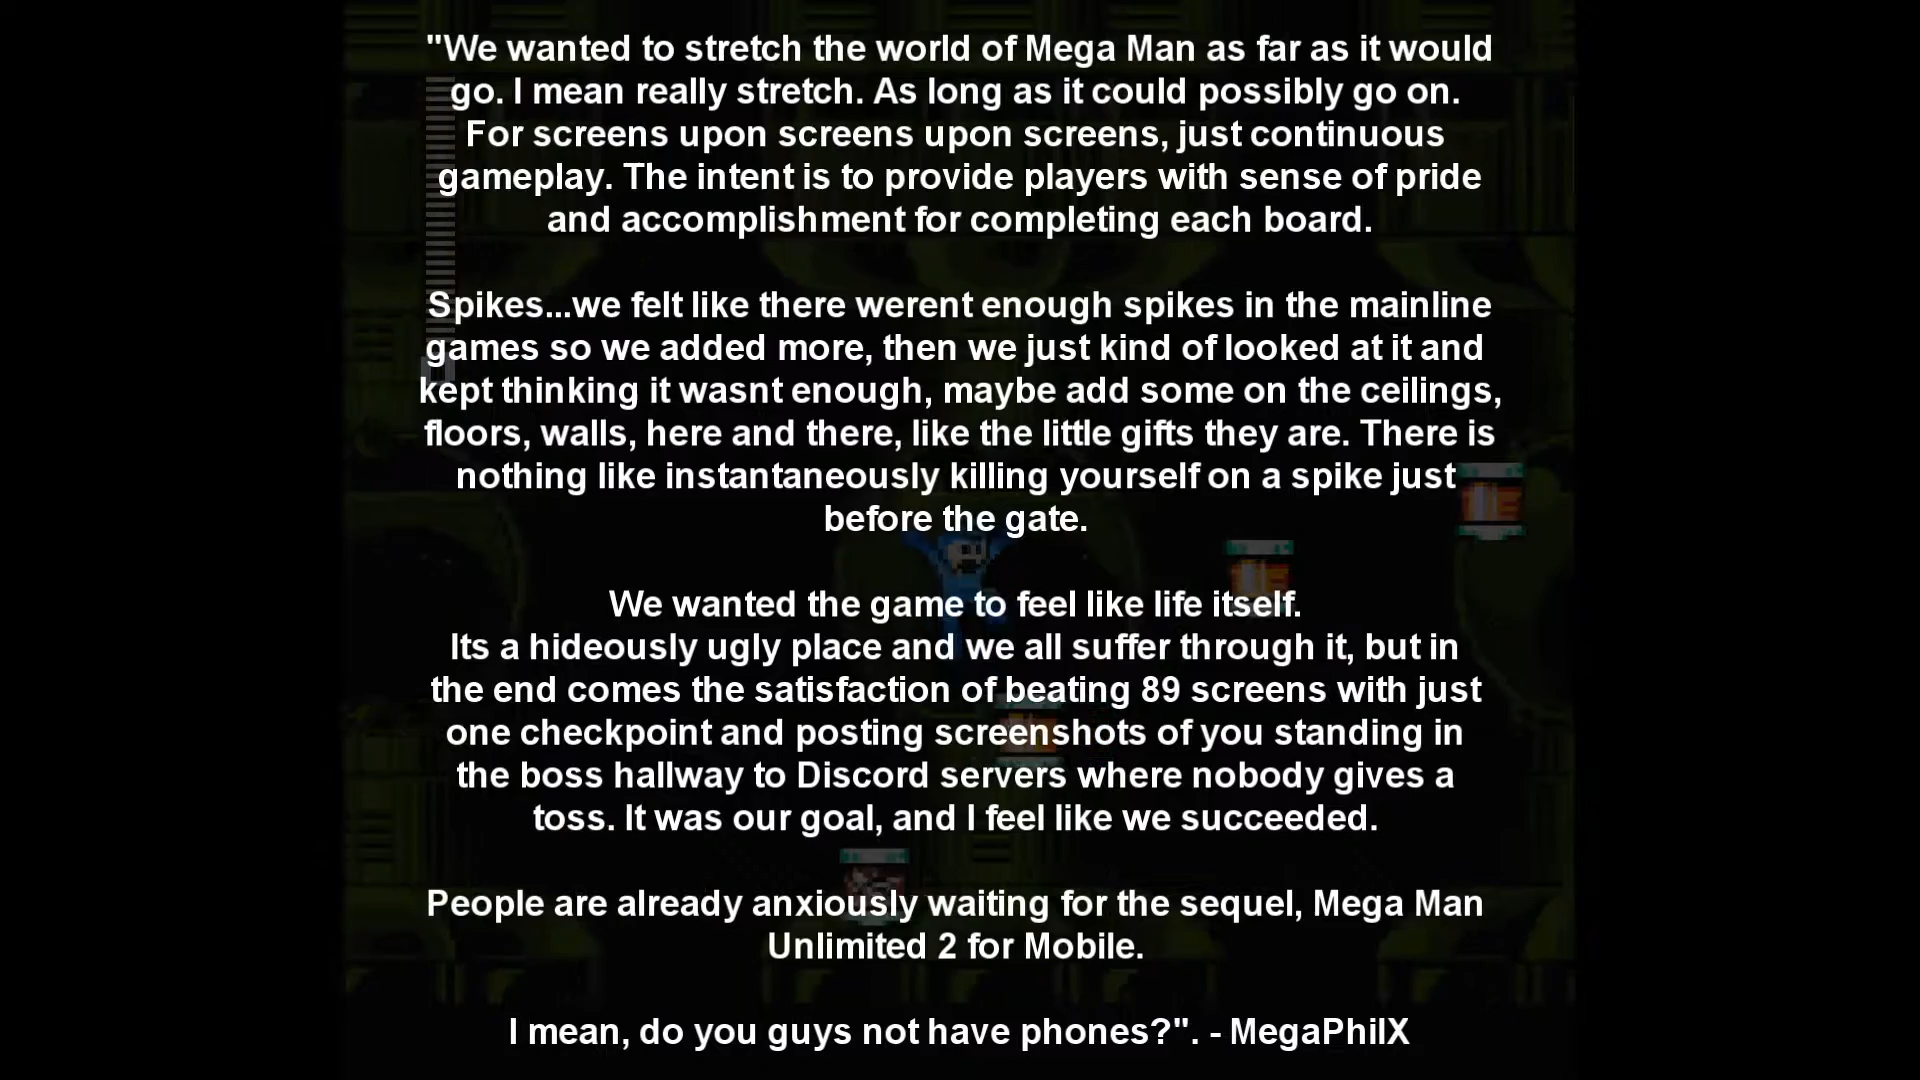 "We wanted to stretch the world of Mega Man as far as it would
go. I mean really stretch. As long as it could possibly go on.
For screens upon screens upon screens, just continuous
gameplay. The intent is to provide players with sense of pride
and accomplishment for completing each board.
Spikes...we felt like there werent enough spikes in the mainline
games so we added more, then we just kind of looked at it and
kept thinking it wasnt enough, maybe add some on the ceilings,
floors, walls, here and there, like the little gifts they are. There is
nothing like instantaneously killing yourself on a spike just
before the gate.
We wanted the game to feel like life itself.
Its a hideously ugly place and we all suffer through it, but in
the end comes the satisfaction of beating 89 screens with just
one checkpoint and posting screenshots of you standing in
the boss hallway to Discord servers where nobody gives a
toss. It was our goal, and I feel like we succeeded.
People are already anxiously waiting for the sequel, Mega Man
Unlimited 2 for Mobile.
I mean, do you guys not have phones?". - MegaPhilX